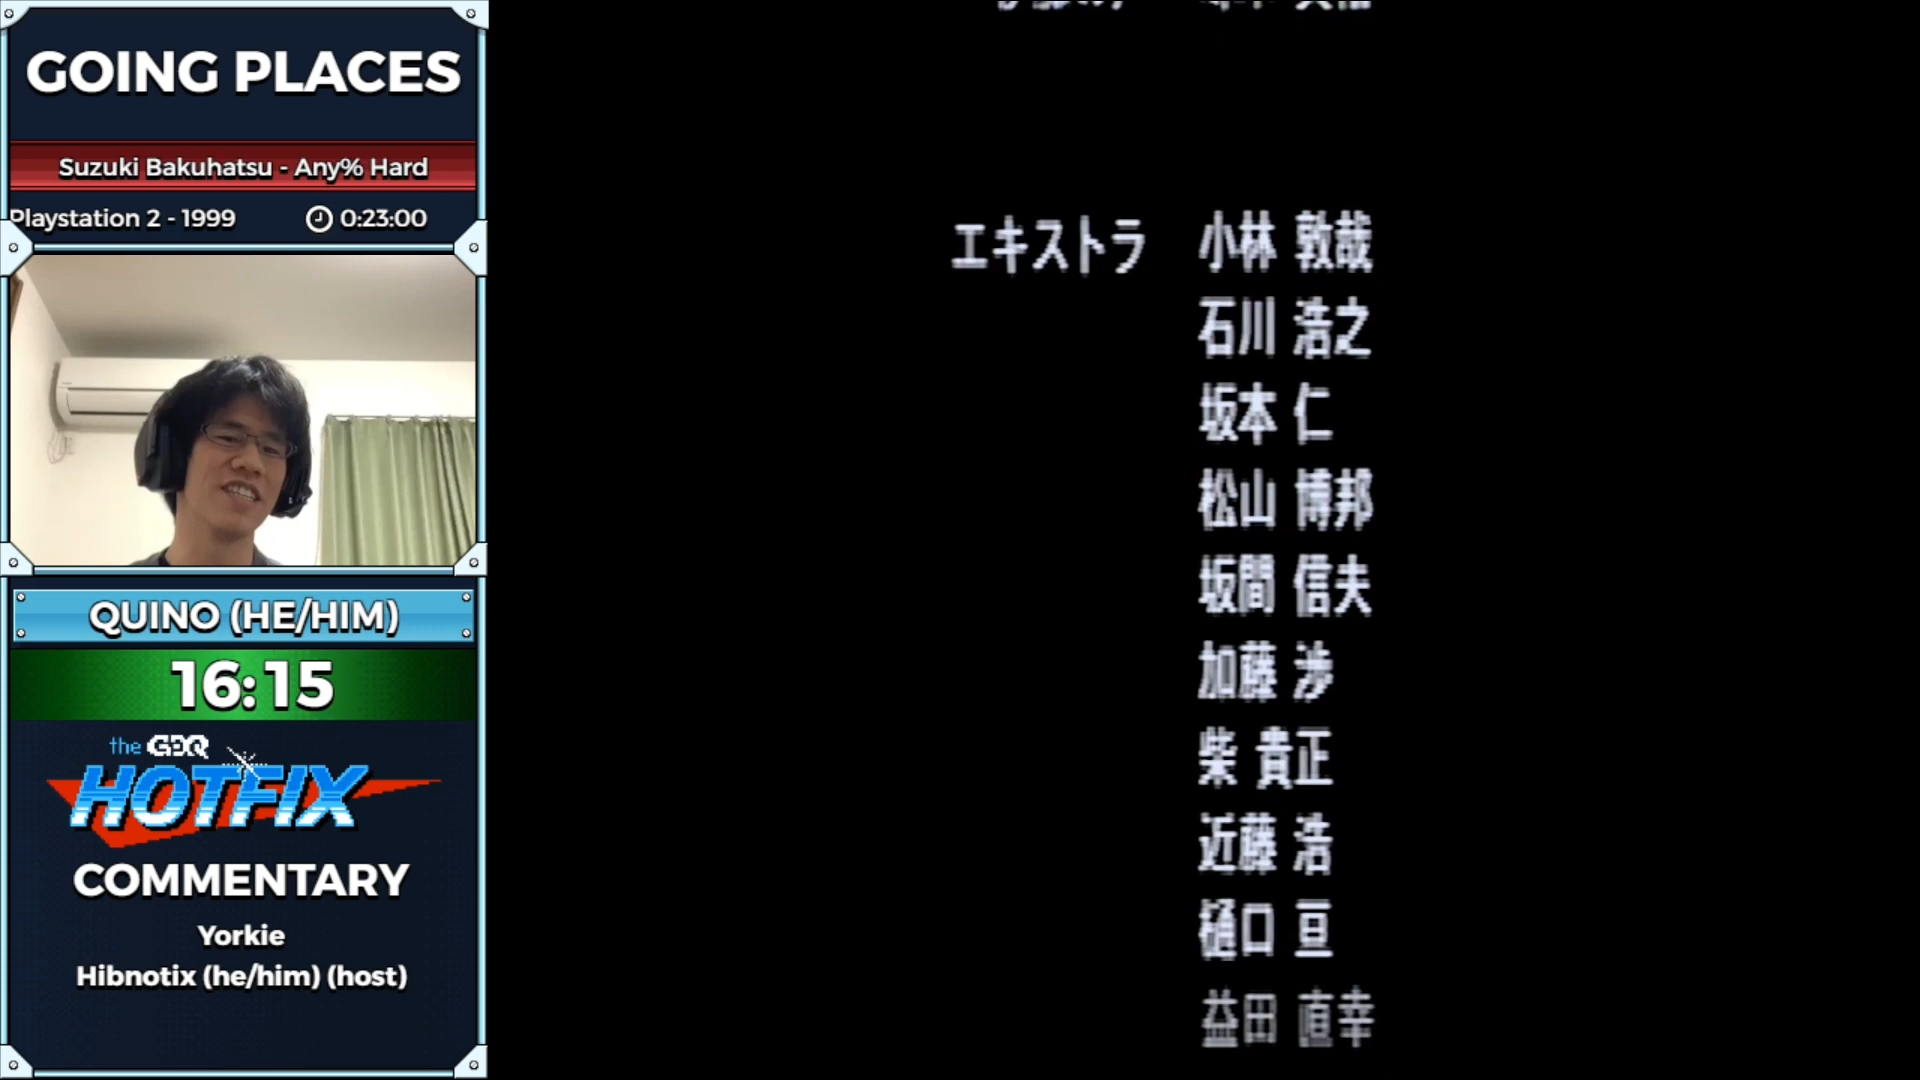 GOING PLACES
Suzuki Bakuhatsu - Any% Hard
Playstation 2 - 1999 0:23:00
QUINO (HE/HIM)
16:15
the GDQ
HOTFIX
COMMENTARY
Yorkie
Hibnotix (he/him) (host)
エキストラ 小林 敦哉
石川 浩之
坂本 仁
松山 博邦
坂間 信夫
加藤 渉
柴 貴正
近藤 浩
樋口 亘
益田 直幸